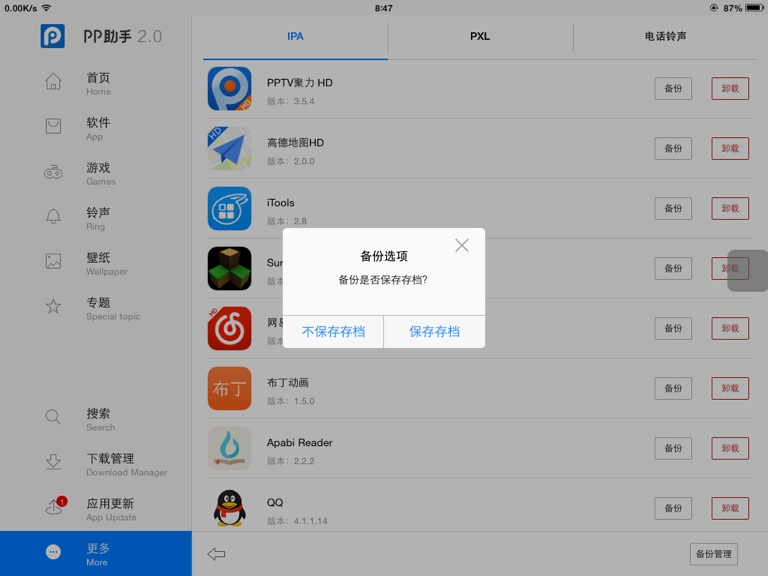 0.00K/s
8:47
87%
PP助手 2.0
首页
Home
软件
App
游戏
Games
铃声
Ring
壁纸
Wallpaper
专题
Special topic
搜索
Search
下载管理
Download Manager
应用更新
1
App Update
更多
More
IPA
PXL
电话铃声
PPTV聚力 HD
版本：3.5.4
备份
卸载
HD
高德地图HD
版本：2.0.0
备份
卸载
iTools
版本：2.8
备份
卸载
Sur
版本
备份
卸载
网易
版本
备份
卸载
布丁
布丁动画
版本：1.5.0
备份
卸载
Apabi Reader
版本：2.2.2
备份
卸载
QQ
版本：4.1.1.14
备份
卸载
备份选项
备份是否保存存档?
不保存存档
保存存档
备份管理